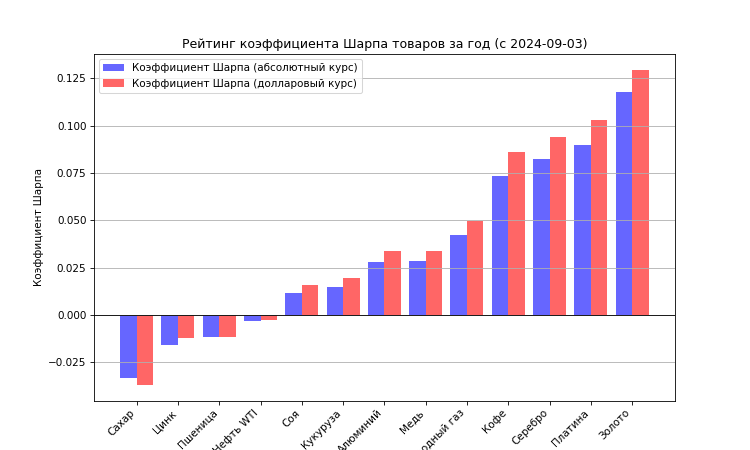 Рейтинг коэффициента Шарпа товаров за год (с 2024-09-03)
Коэффициент Шарпа (абсолютный курс)
Коэффициент Шарпа (долларовый курс)
Коэффициент Шарпа
0.125
0.100
0.075
0.050
0.025
0.000
−0.025
Сахар
Цинк
Пшеница
Нефть WTI
Соя
Кукуруза
Алюминий
Медь
газ
Кофе
Серебро
Платина
Золото